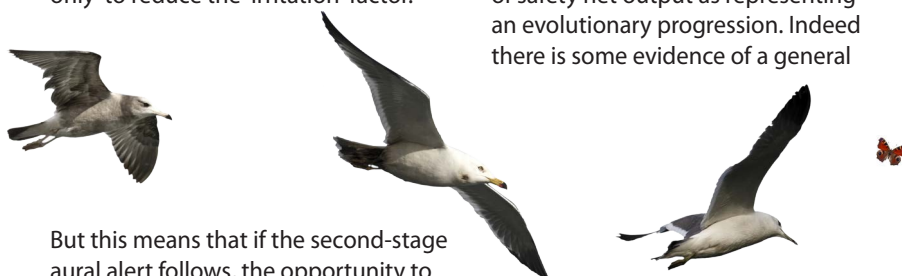 only' to reduce the 'irritation' factor.
But this means that if the second-stage
aural alert follows, the opportunity to
of safety net output as representing
an evolutionary progression. Indeed
there is some evidence of a general